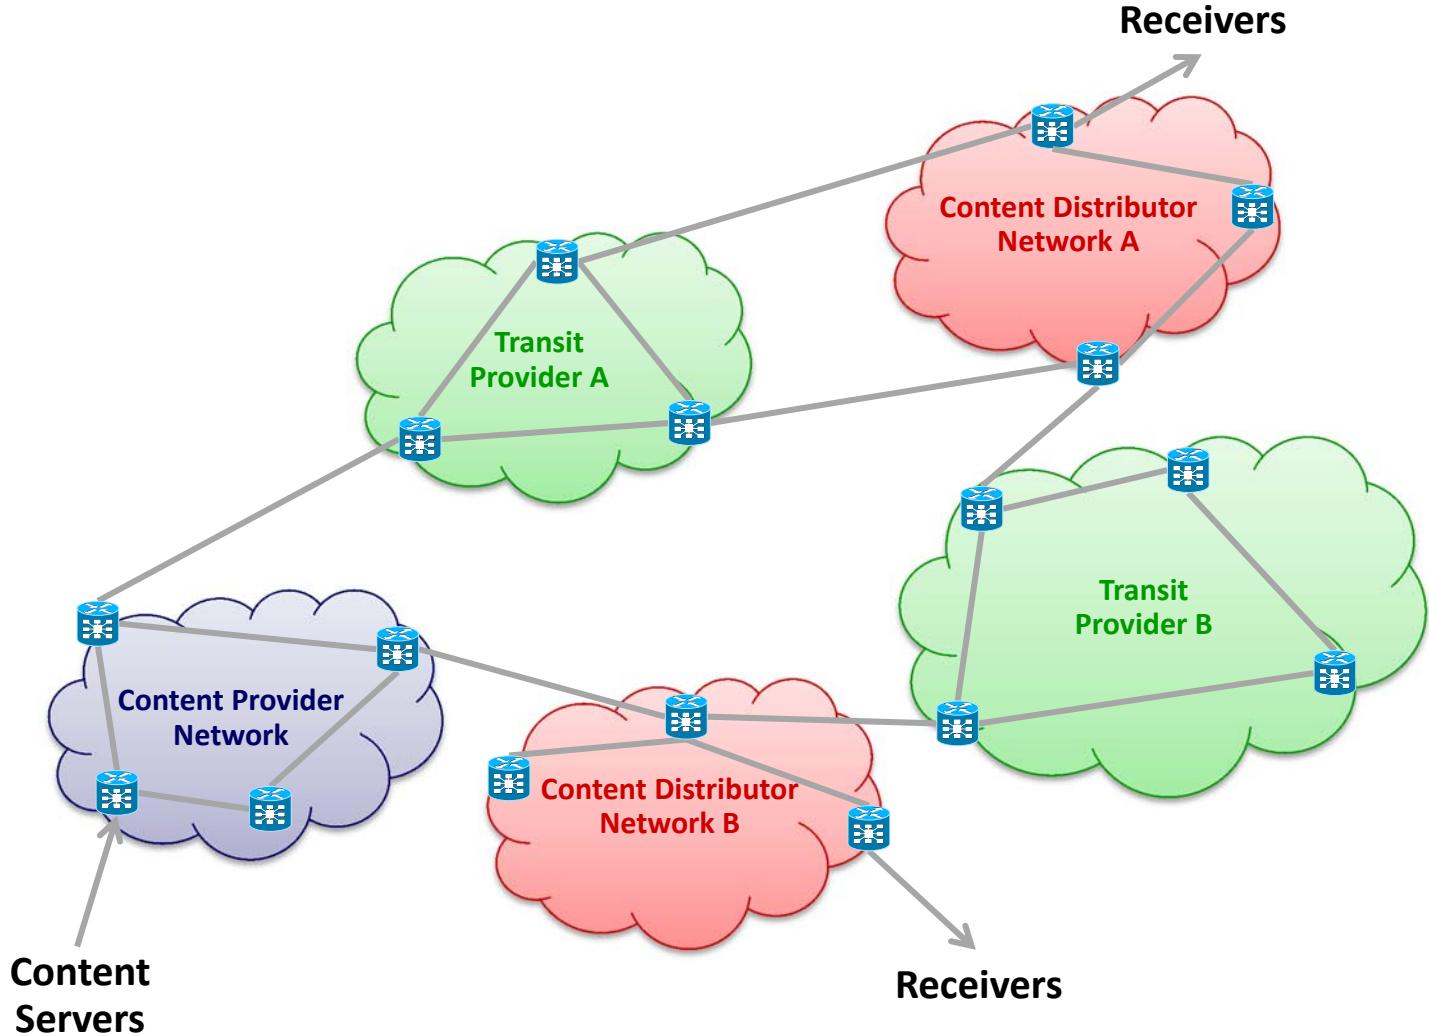 Receivers
Content Distributor
Network A
Transit
Provider A
Transit
Provider B
Content Provider
Network
Content Distributor
Network B
Content
Servers
Receivers